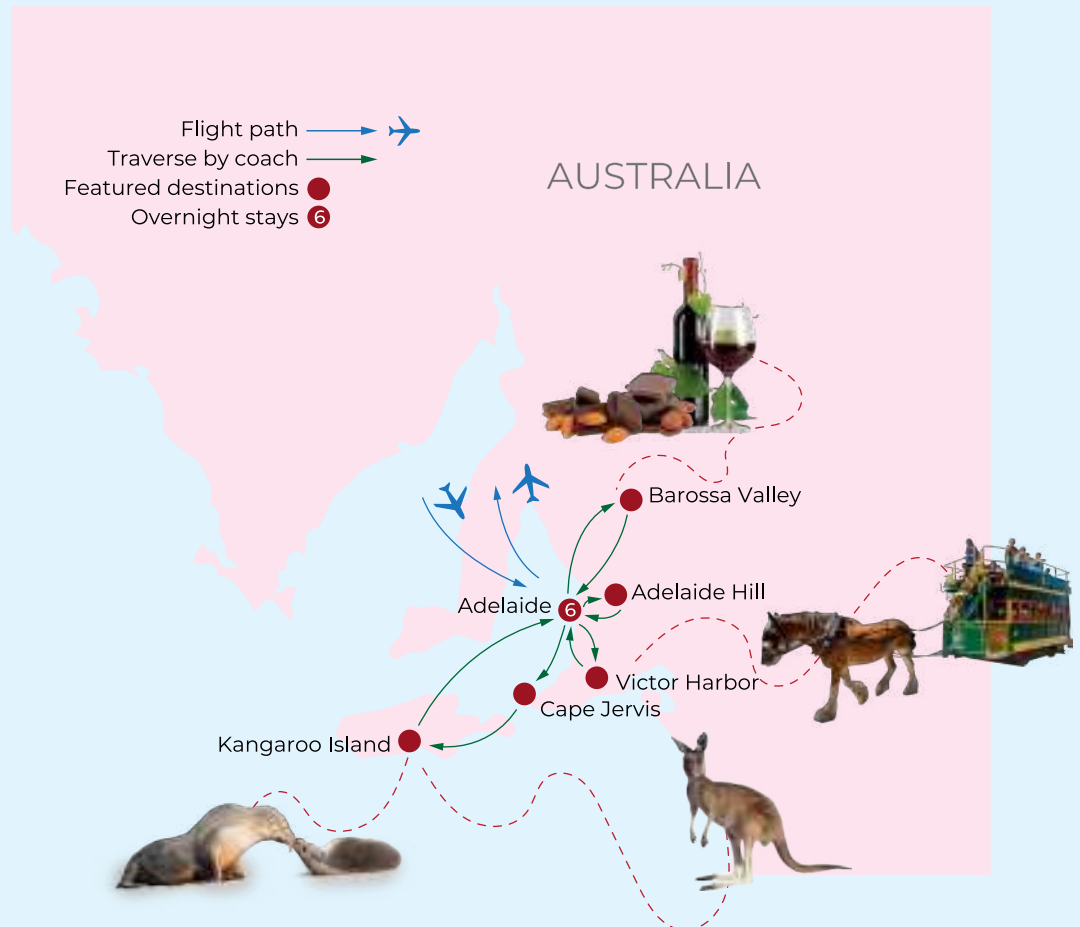 Flight path
Traverse by coach
Featured destinations
Overnight stays 6
AUSTRALIA
Barossa Valley
Adelaide Hill
Adelaide 6
Victor Harbor
Cape Jervis
Kangaroo Island